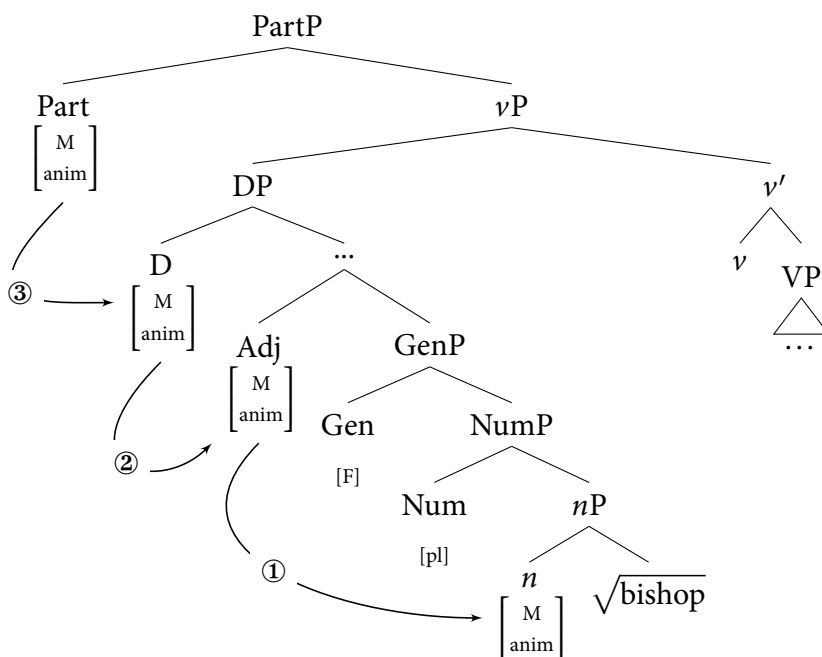 PartP
Part
vP
[M
anim]
DP
v′
D
...
v
VP
③
[M
anim]
Adj
GenP
...
[M
anim]
Gen
NumP
②
[F]
Num
nP
①
[pl]
n
√bishop
[M
anim]